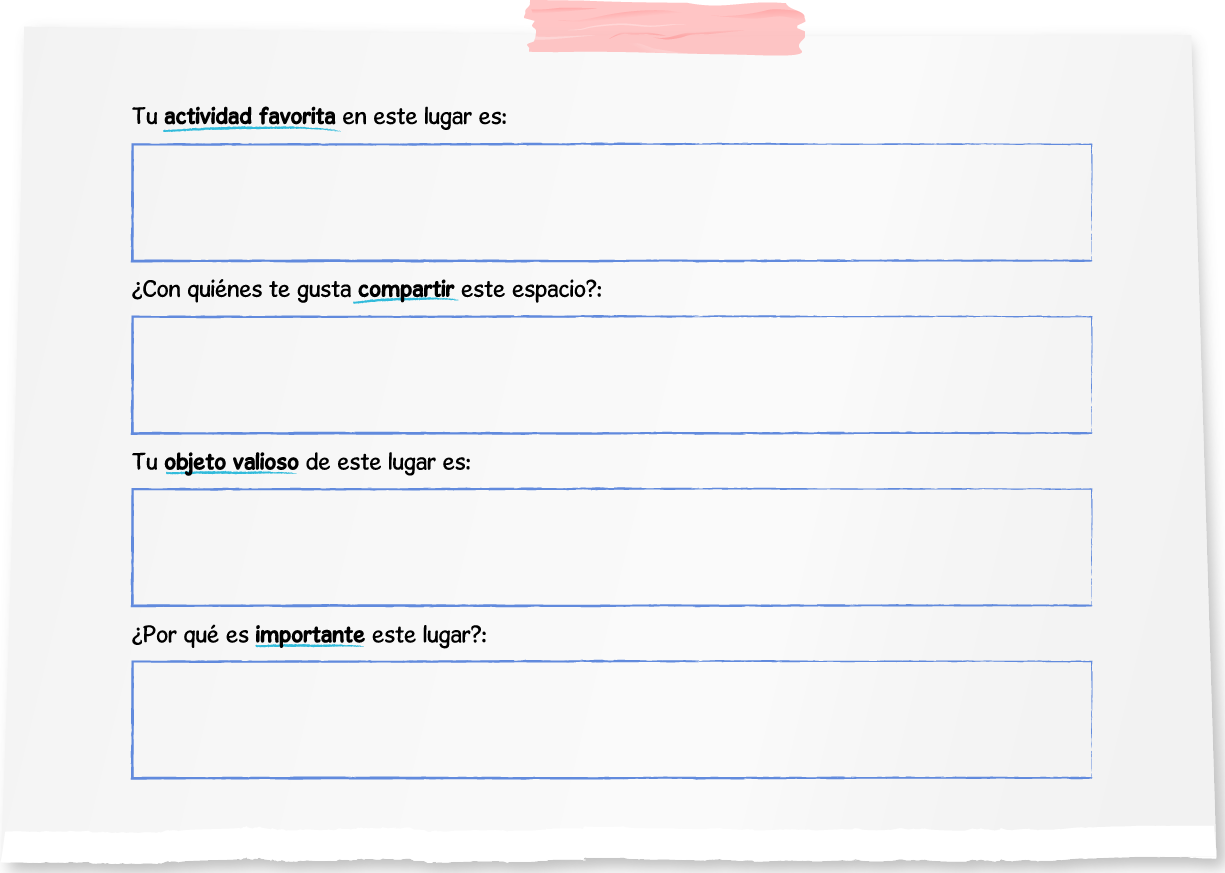 Tu actividad favorita en este lugar es:
¿Con quiénes te gusta compartir este espacio?:
Tu objeto valioso de este lugar es:
¿Por qué es importante este lugar?: